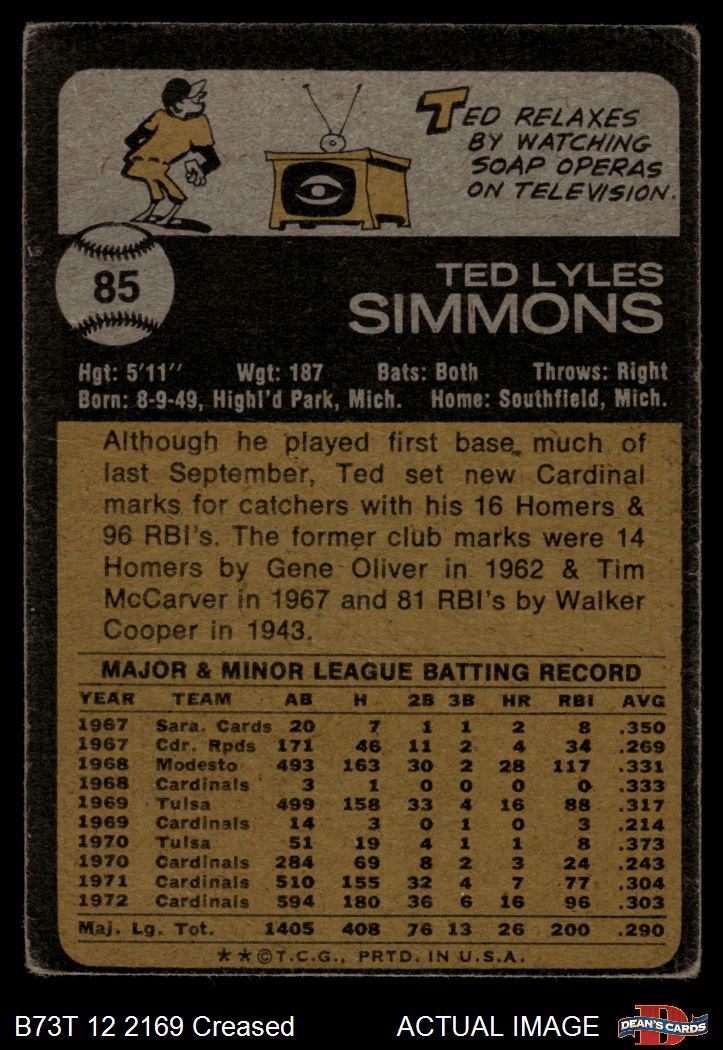 TED RELAXES
BY WATCHING
SOAP OPERAS
ON TELEVISION.
85
TED LYLES
SIMMONS
Hgt: 5'11" Wgt: 187 Bats: Both Throws: Right
Born: 8-9-49, Highl'd Park, Mich. Home: Southfield, Mich.
Although he played first base much of
last September, Ted set new Cardinal
marks for catchers with his 16 Homers &
96 RBI's. The former club marks were 14
Homers by Gene Oliver in 1962 & Tim
McCarver in 1967 and 81 RBI's by Walker
Cooper in 1943.
MAJOR & MINOR LEAGUE BATTING RECORD
YEAR TEAM AB H 2B 3B HR RBI AVG
1967 Sara. Cards 20 7 1 1 2 8 .350
1967 Cdr. Rpds 171 46 11 2 4 34 .269
1968 Modesto 493 163 30 2 28 117 .331
1968 Cardinals 3 1 0 0 0 0 .333
1969 Tulsa 499 158 33 4 16 88 .317
1969 Cardinals 14 3 0 1 0 3 .214
1970 Tulsa 51 19 4 1 1 8 .373
1970 Cardinals 284 69 8 2 3 24 .243
1971 Cardinals 510 155 32 4 7 77 .304
1972 Cardinals 594 180 36 6 16 96 .303
Maj. Lg. Tot. 1405 408 76 13 26 200 .290
★★©T.C.G., PRTD. IN U.S.A.
B73T 12 2169 Creased ACTUAL IMAGE
D
DEAN'S CARDS